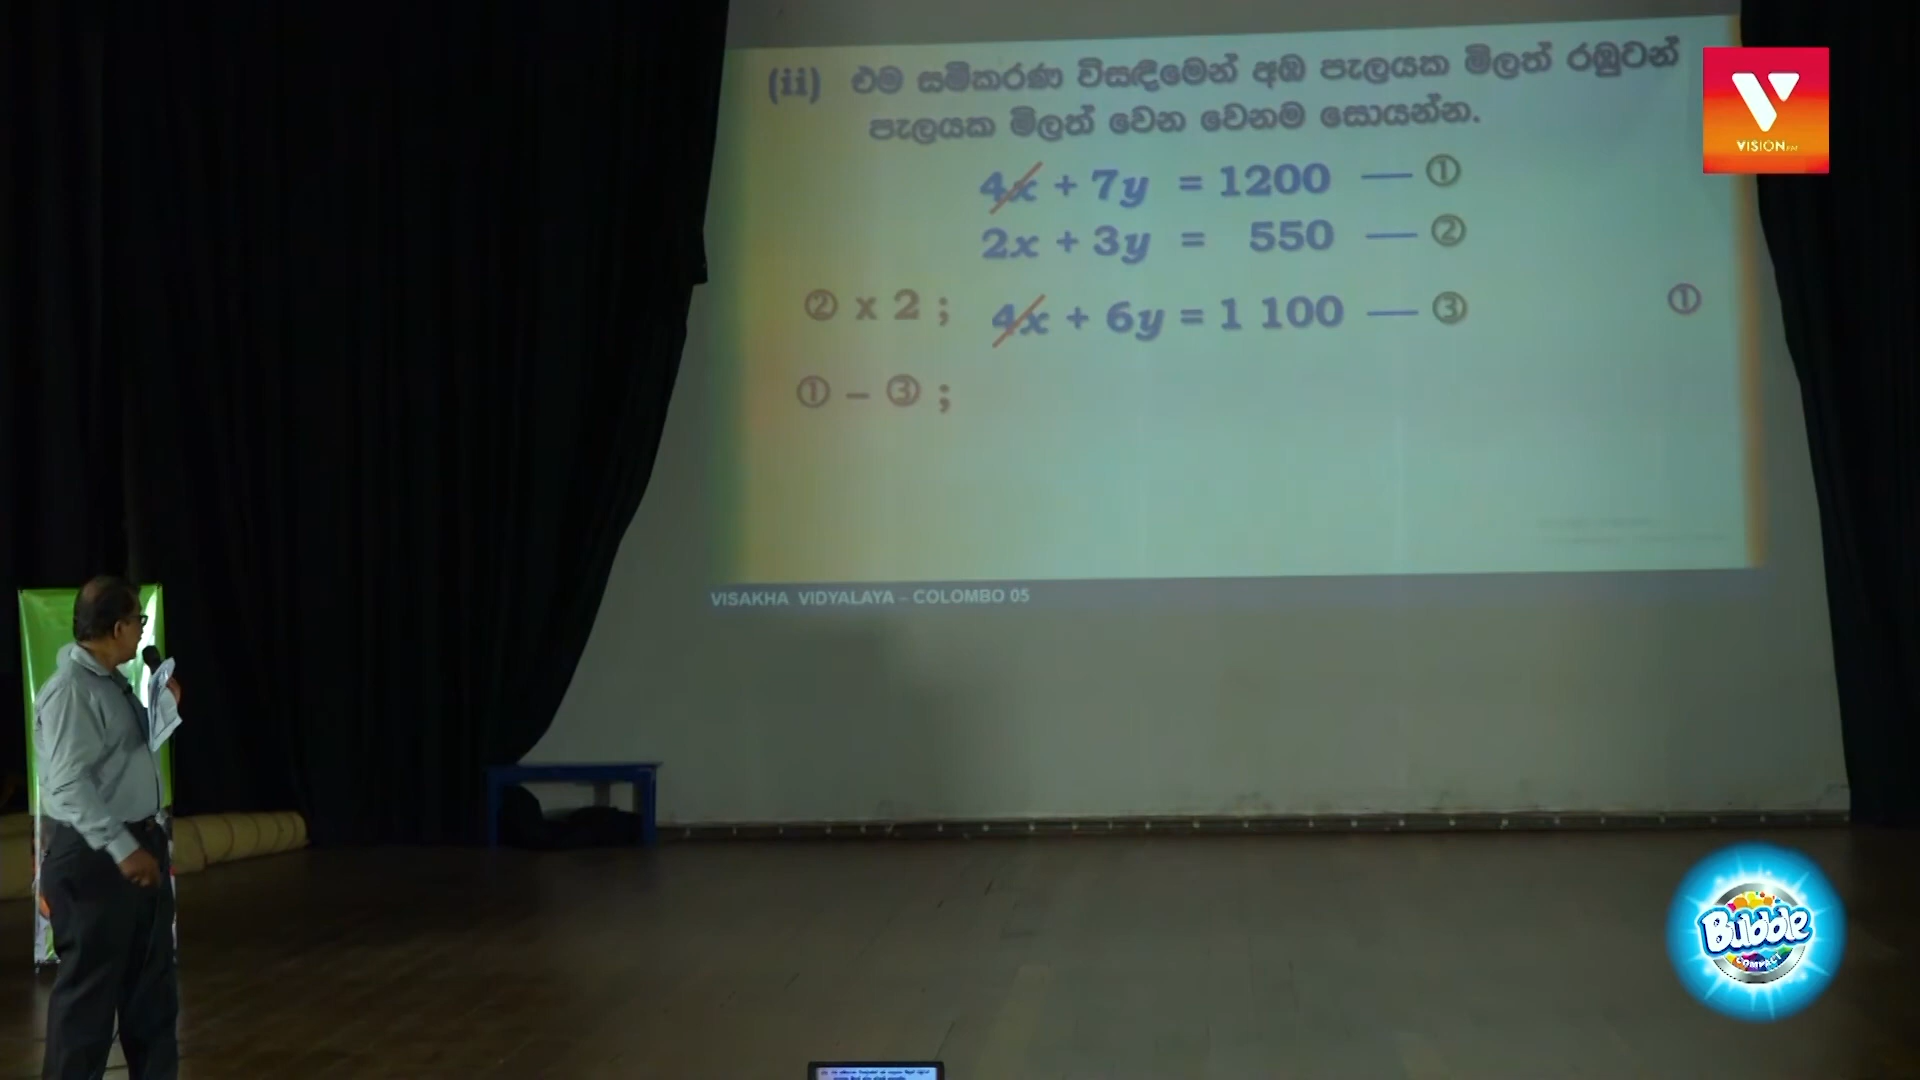 (ii) එම සමීකරණ විසඳීමෙන් අඹ පැලයක මිලත් රඹුටන්
පැලයක මිලත් වෙන වෙනම සොයන්න.
4x + 7y = 1200 — ①
2x + 3y = 550 — ②
② x 2 ; 4x + 6y = 1 100 — ③ ①
① – ③ ;
VISAKHA VIDYALAYA – COLOMBO 05
VISION FM
Bubble
COMPACT